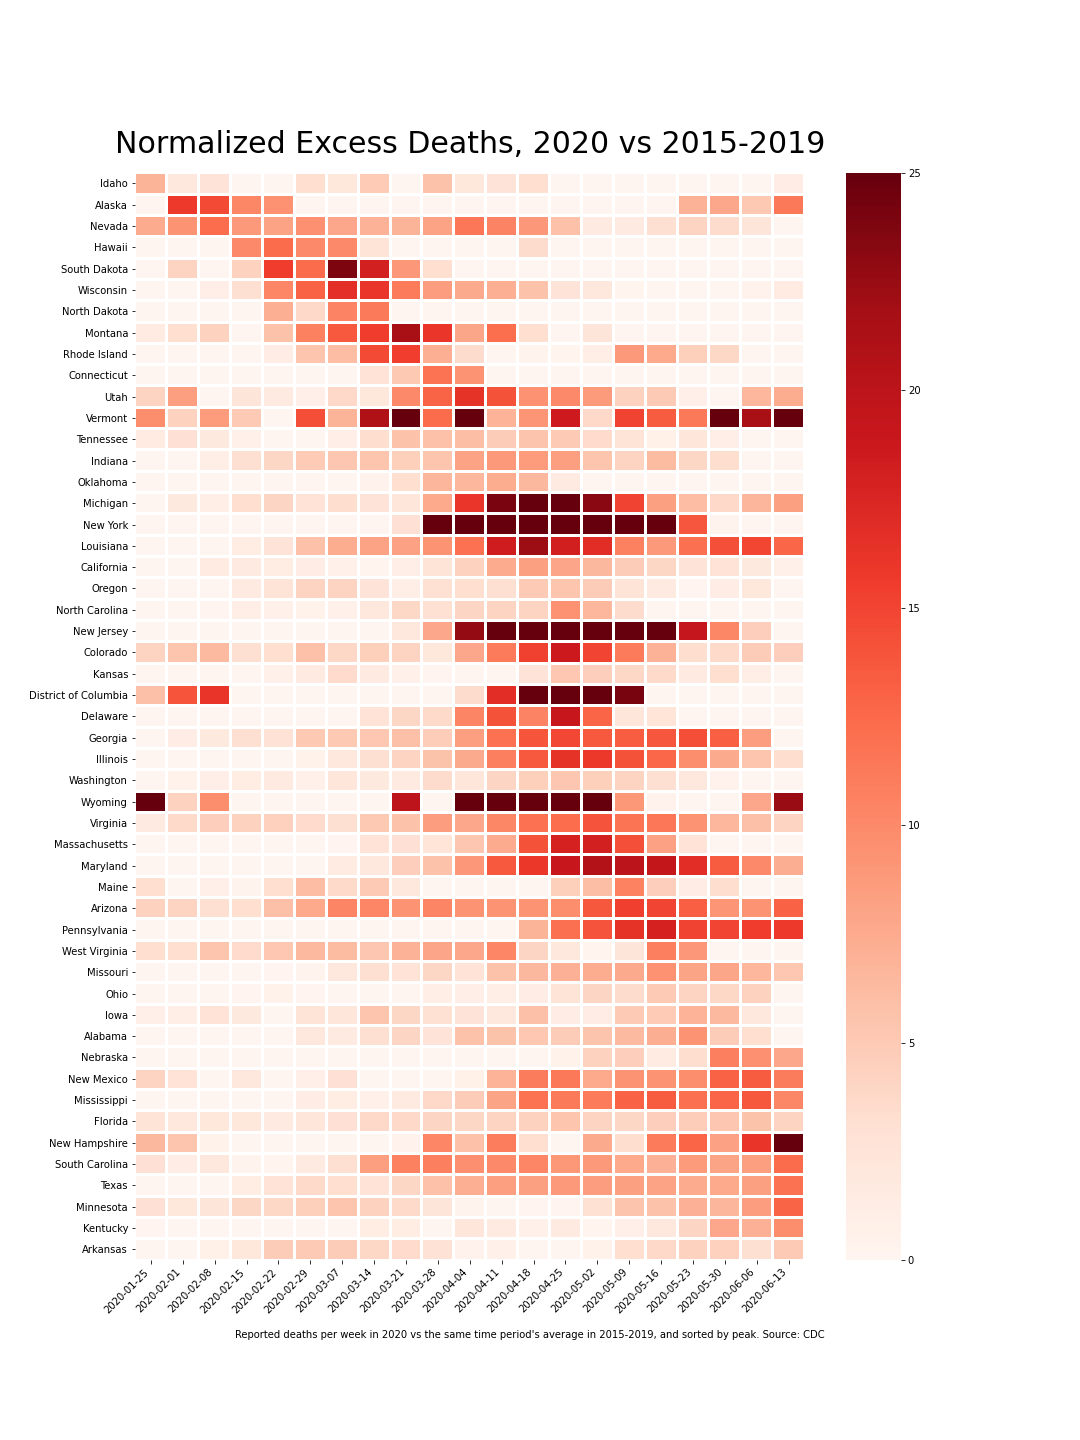 Normalized Excess Deaths, 2020 vs 2015-2019
Idaho
Alaska
Nevada
Hawaii
South Dakota
Wisconsin
North Dakota
Montana
Rhode Island
Connecticut
Utah
Vermont
Tennessee
Indiana
Oklahoma
Michigan
New York
Louisiana
California
Oregon
North Carolina
New Jersey
Colorado
Kansas
District of Columbia
Delaware
Georgia
Illinois
Washington
Wyoming
Virginia
Massachusetts
Maryland
Maine
Arizona
Pennsylvania
West Virginia
Missouri
Ohio
Iowa
Alabama
Nebraska
New Mexico
Mississippi
Florida
New Hampshire
South Carolina
Texas
Minnesota
Kentucky
Arkansas
2020-01-25
2020-02-01
2020-02-08
2020-02-15
2020-02-22
2020-02-29
2020-03-07
2020-03-14
2020-03-21
2020-03-28
2020-04-04
2020-04-11
2020-04-18
2020-04-25
2020-05-02
2020-05-09
2020-05-16
2020-05-23
2020-05-30
2020-06-06
2020-06-13
25
20
15
10
5
0
Reported deaths per week in 2020 vs the same time period's average in 2015-2019, and sorted by peak. Source: CDC